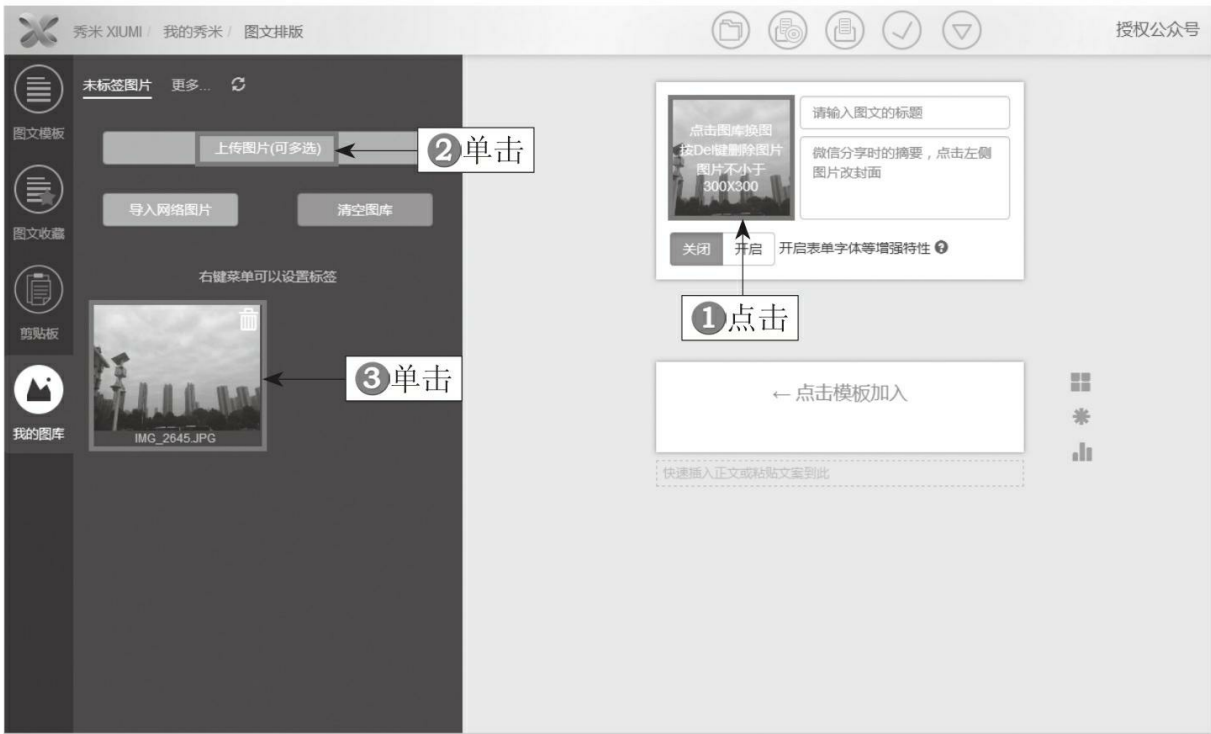 秀米 XIUMI / 我的秀米 / 图文排版
授权公众号
图文模板
图文收藏
剪贴板
我的图库
未标签图片 更多...
上传图片(可多选)
②单击
导入网络图片 清空图库
右键菜单可以设置标签
IMG_2645.JPG
③单击
点击图库换图
按Del键删除图片
图片不小于
300X300
请输入图文的标题
微信分享时的摘要，点击左侧
图片改封面
关闭 开启 开启表单字体等增强特性
①点击
←点击模板加入
快速插入正文或粘贴文案到此